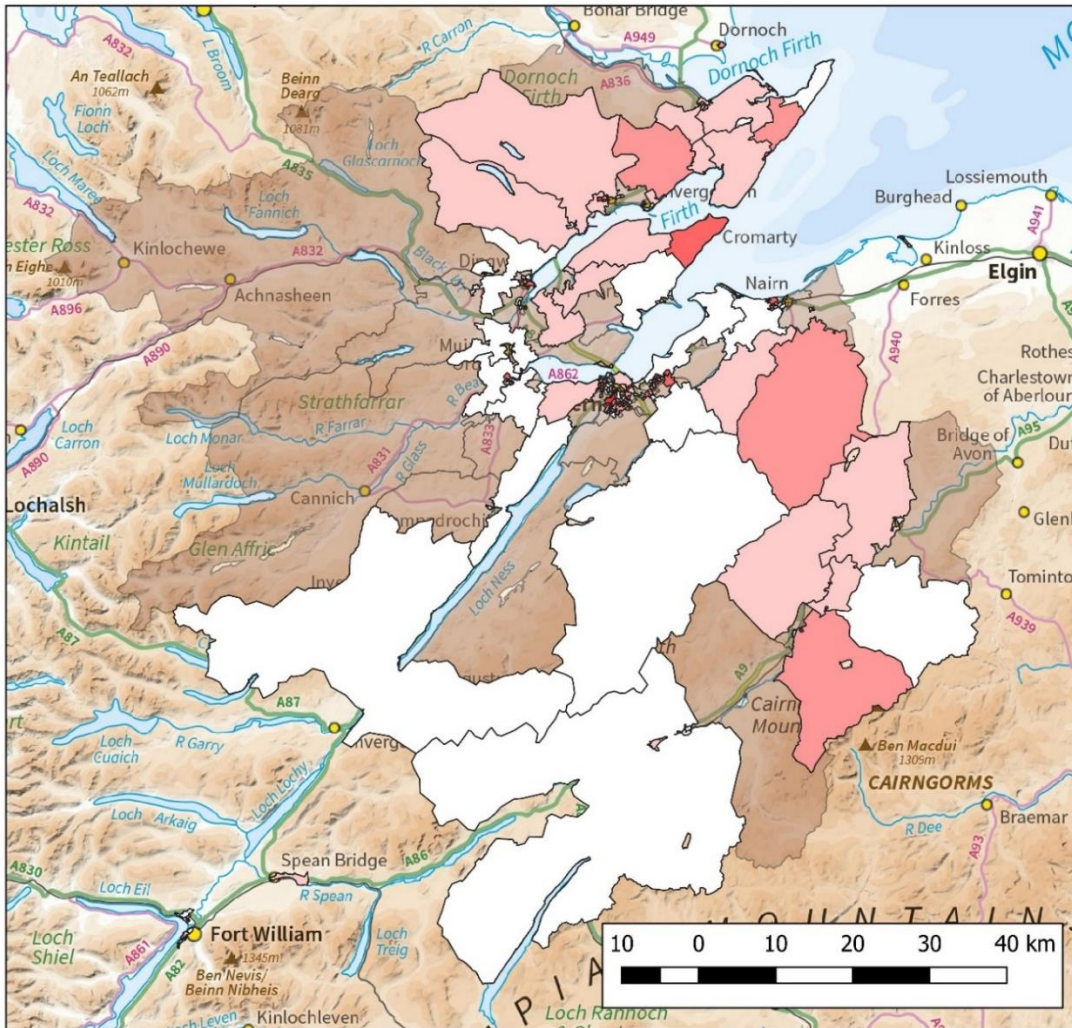 Bonar Bridge
A832
A949
Dornoch
R Carron
L Broom
Dornoch Firth
A836
An Teallach
1062m
Beinn
Dearg
1081m
Dornoch
Firth
Fionn
Loch
Loch
Glascarnoch
A835
Loch Maree
Lossiemouth
Burghead
A941
Loch
Fannich
Firth
A832
Cromarty
Kinloss
Kinlochewe
A832
Elgin
1010m
Black
Nairn
Achnasheen
Forres
A896
A940
A890
A862
Strathfarrar
R Farrar
Charlestown
of Aberlour
Loch Monar
Loch
Carron
A833
A95
Bridge of
Avon
A831
R Glass
Loch
Mullardoch
A890
Cannich
Lochalsh
Kintail
Glen Affric
Loch Ness
A939
A87
A9
A87
R Garry
Loch
Cuaich
Ben Macdui
1309m
CAIRNGORMS
Loch Lochy
Loch Arkaig
Braemar
R Dee
A93
Spean Bridge
A86
A830
Loch Eil
R Spean
Fort William
Loch
Treig
A861
Loch
Shiel
A82
1345m
Ben Nevis/
Beinn Nibheis
10 0 10 20 30 40 km
Kinlochleven
Loch Rannoch